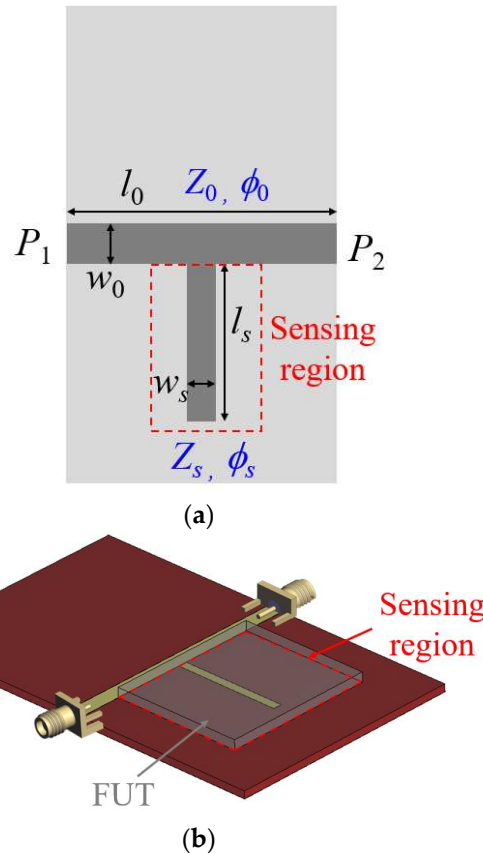 l₀
Z₀, ϕ₀
P₁
P₂
w₀
lₛ
Sensing
region
wₛ
Zₛ, ϕₛ
(a)
Sensing
region
FUT
(b)